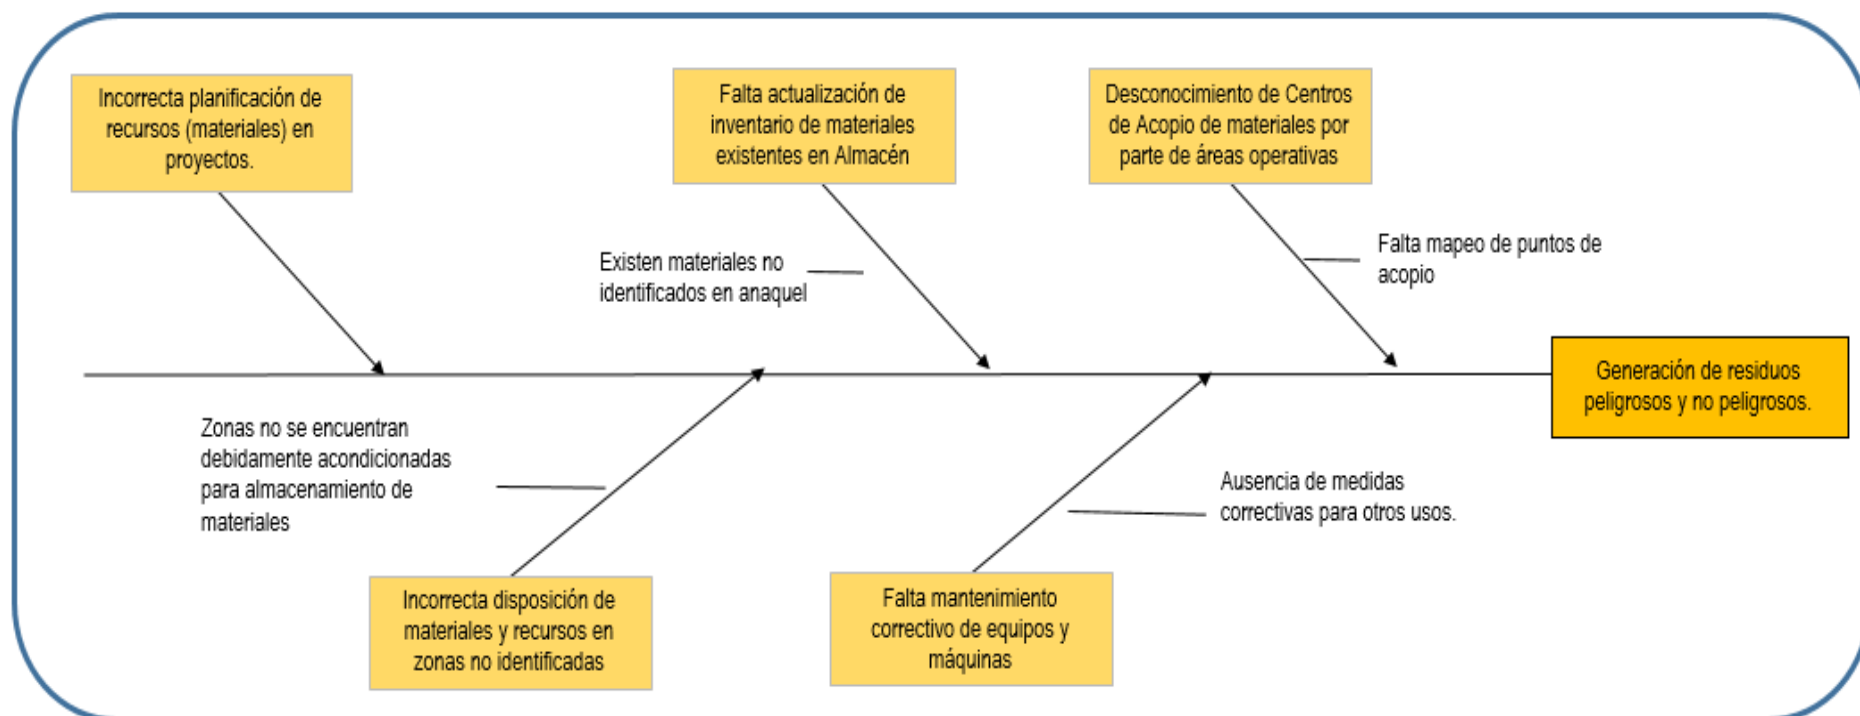 Incorrecta planificación de
recursos (materiales) en
proyectos.
Falta actualización de
inventario de materiales
existentes en Almacén
Desconocimiento de Centros
de Acopio de materiales por
parte de áreas operativas
Existen materiales no
identificados en anaquel
Falta mapeo de puntos de
acopio
Generación de residuos
peligrosos y no peligrosos.
Zonas no se encuentran
debidamente acondicionadas
para almacenamiento de
materiales
Ausencia de medidas
correctivas para otros usos.
Incorrecta disposición de
materiales y recursos en
zonas no identificadas
Falta mantenimiento
correctivo de equipos y
máquinas